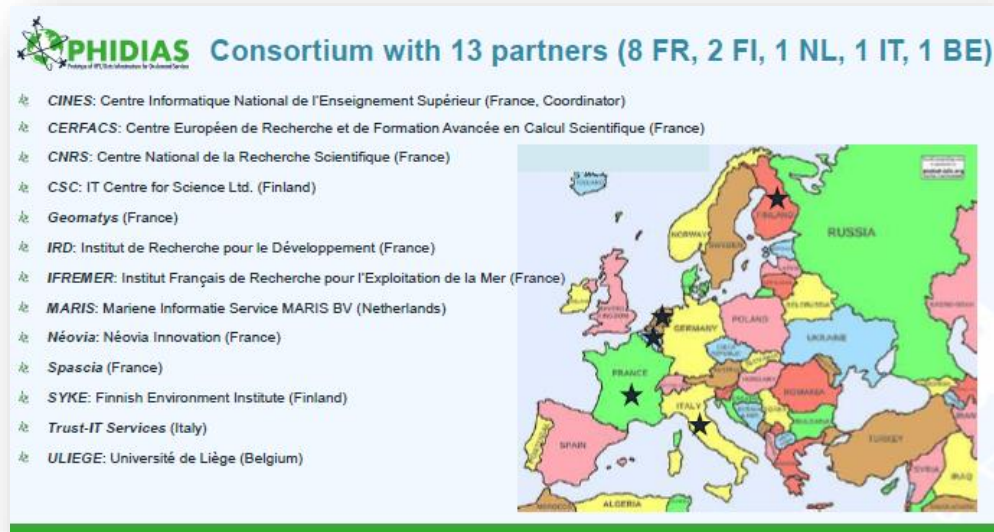 PHIDIAS
Consortium with 13 partners (8 FR, 2 FI, 1 NL, 1 IT, 1 BE)
CINES: Centre Informatique National de l'Enseignement Supérieur (France, Coordinator)
CERFACS: Centre Européen de Recherche et de Formation Avancée en Calcul Scientifique (France)
CNRS: Centre National de la Recherche Scientifique (France)
CSC: IT Centre for Science Ltd. (Finland)
Geomatys (France)
IRD: Institut de Recherche pour le Développement (France)
IFREMER: Institut Français de Recherche pour l'Exploitation de la Mer (France)
MARIS: Mariene Informatie Service MARIS BV (Netherlands)
Néovia: Néovia Innovation (France)
Spascia (France)
SYKE: Finnish Environment Institute (Finland)
Trust-IT Services (Italy)
ULIEGE: Université de Liège (Belgium)
FINLAND
NORWAY
SWEDEN
RUSSIA
GERMANY
POLAND
UKRAINE
FRANCE
ROMANIA
ITALY
SPAIN
TURKEY
SYRIA
IRAQ
ALGERIA